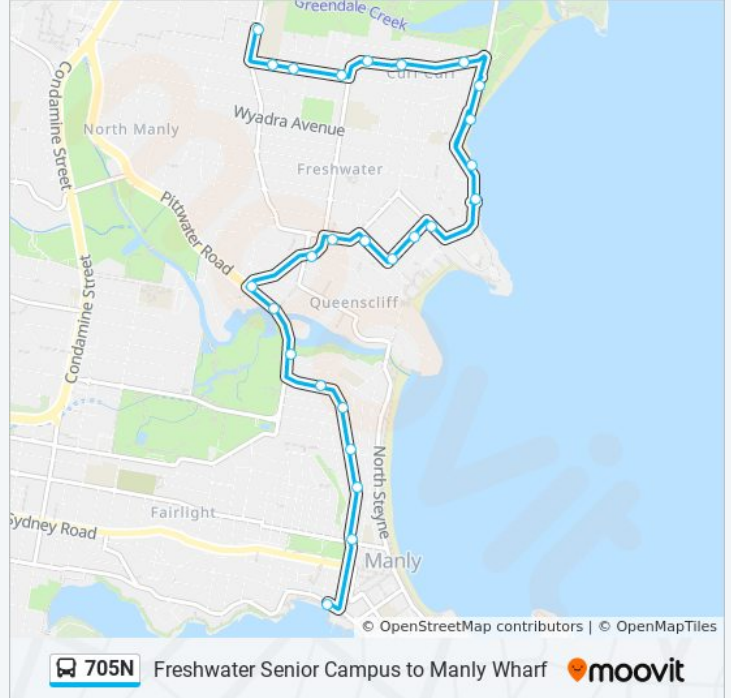 Greendale Creek
Condamine Street
Curl Curl
Wyadra Avenue
North Manly
Freshwater
Pittwater Road
Condamine Street
Queenscliff
North Steyne
Fairlight
Sydney Road
Manly
© OpenStreetMap contributors | © OpenMapTiles
705N Freshwater Senior Campus to Manly Wharf moovit